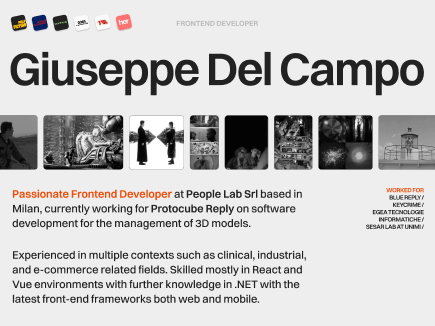 FRONTEND DEVELOPER
Giuseppe Del Campo
Passionate Frontend Developer at People Lab Srl based in
Milan, currently working for Protocube Reply on software
development for the management of 3D models.
Experienced in multiple contexts such as clinical, industrial,
and e-commerce related fields. Skilled mostly in React and
Vue environments with further knowledge in .NET with the
latest front-end frameworks both web and mobile.
WORKED FOR
BLUE REPLY /
KEYCRIME /
EGEA TECNOLOGIE
INFORMATICHE /
SESAR LAB AT UNIMI /